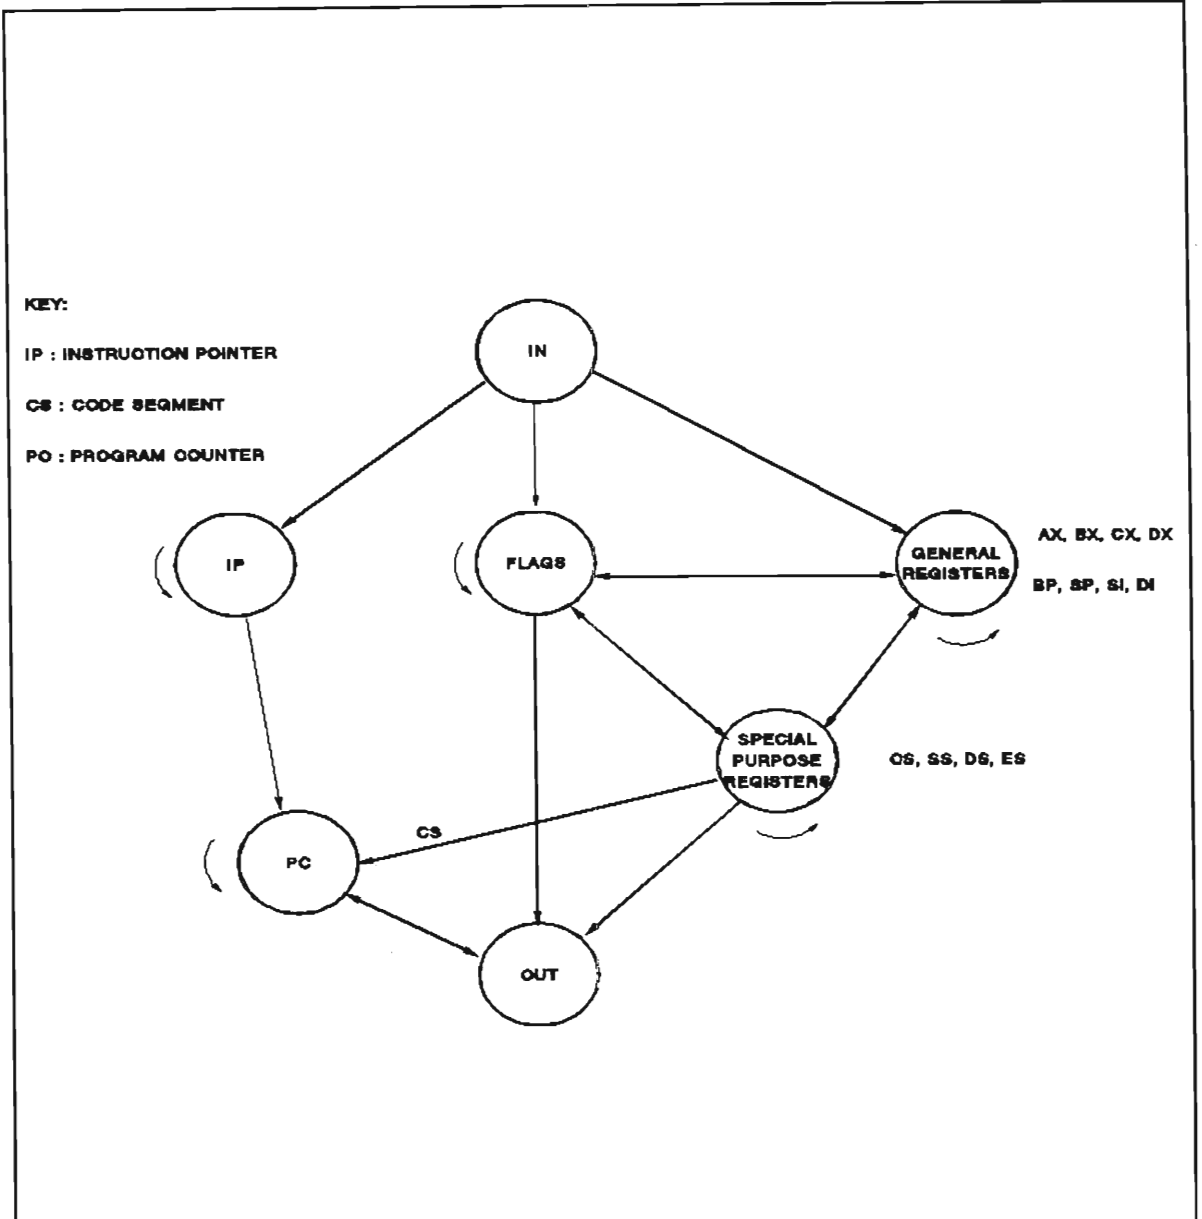 KEY:
IP : INSTRUCTION POINTER
CS : CODE SEGMENT
PC : PROGRAM COUNTER
IN
IP
FLAGS
GENERAL
REGISTERS
AX, BX, CX, DX
BP, SP, SI, DI
SPECIAL
PURPOSE
REGISTERS
CS, SS, DS, ES
CS
PC
OUT